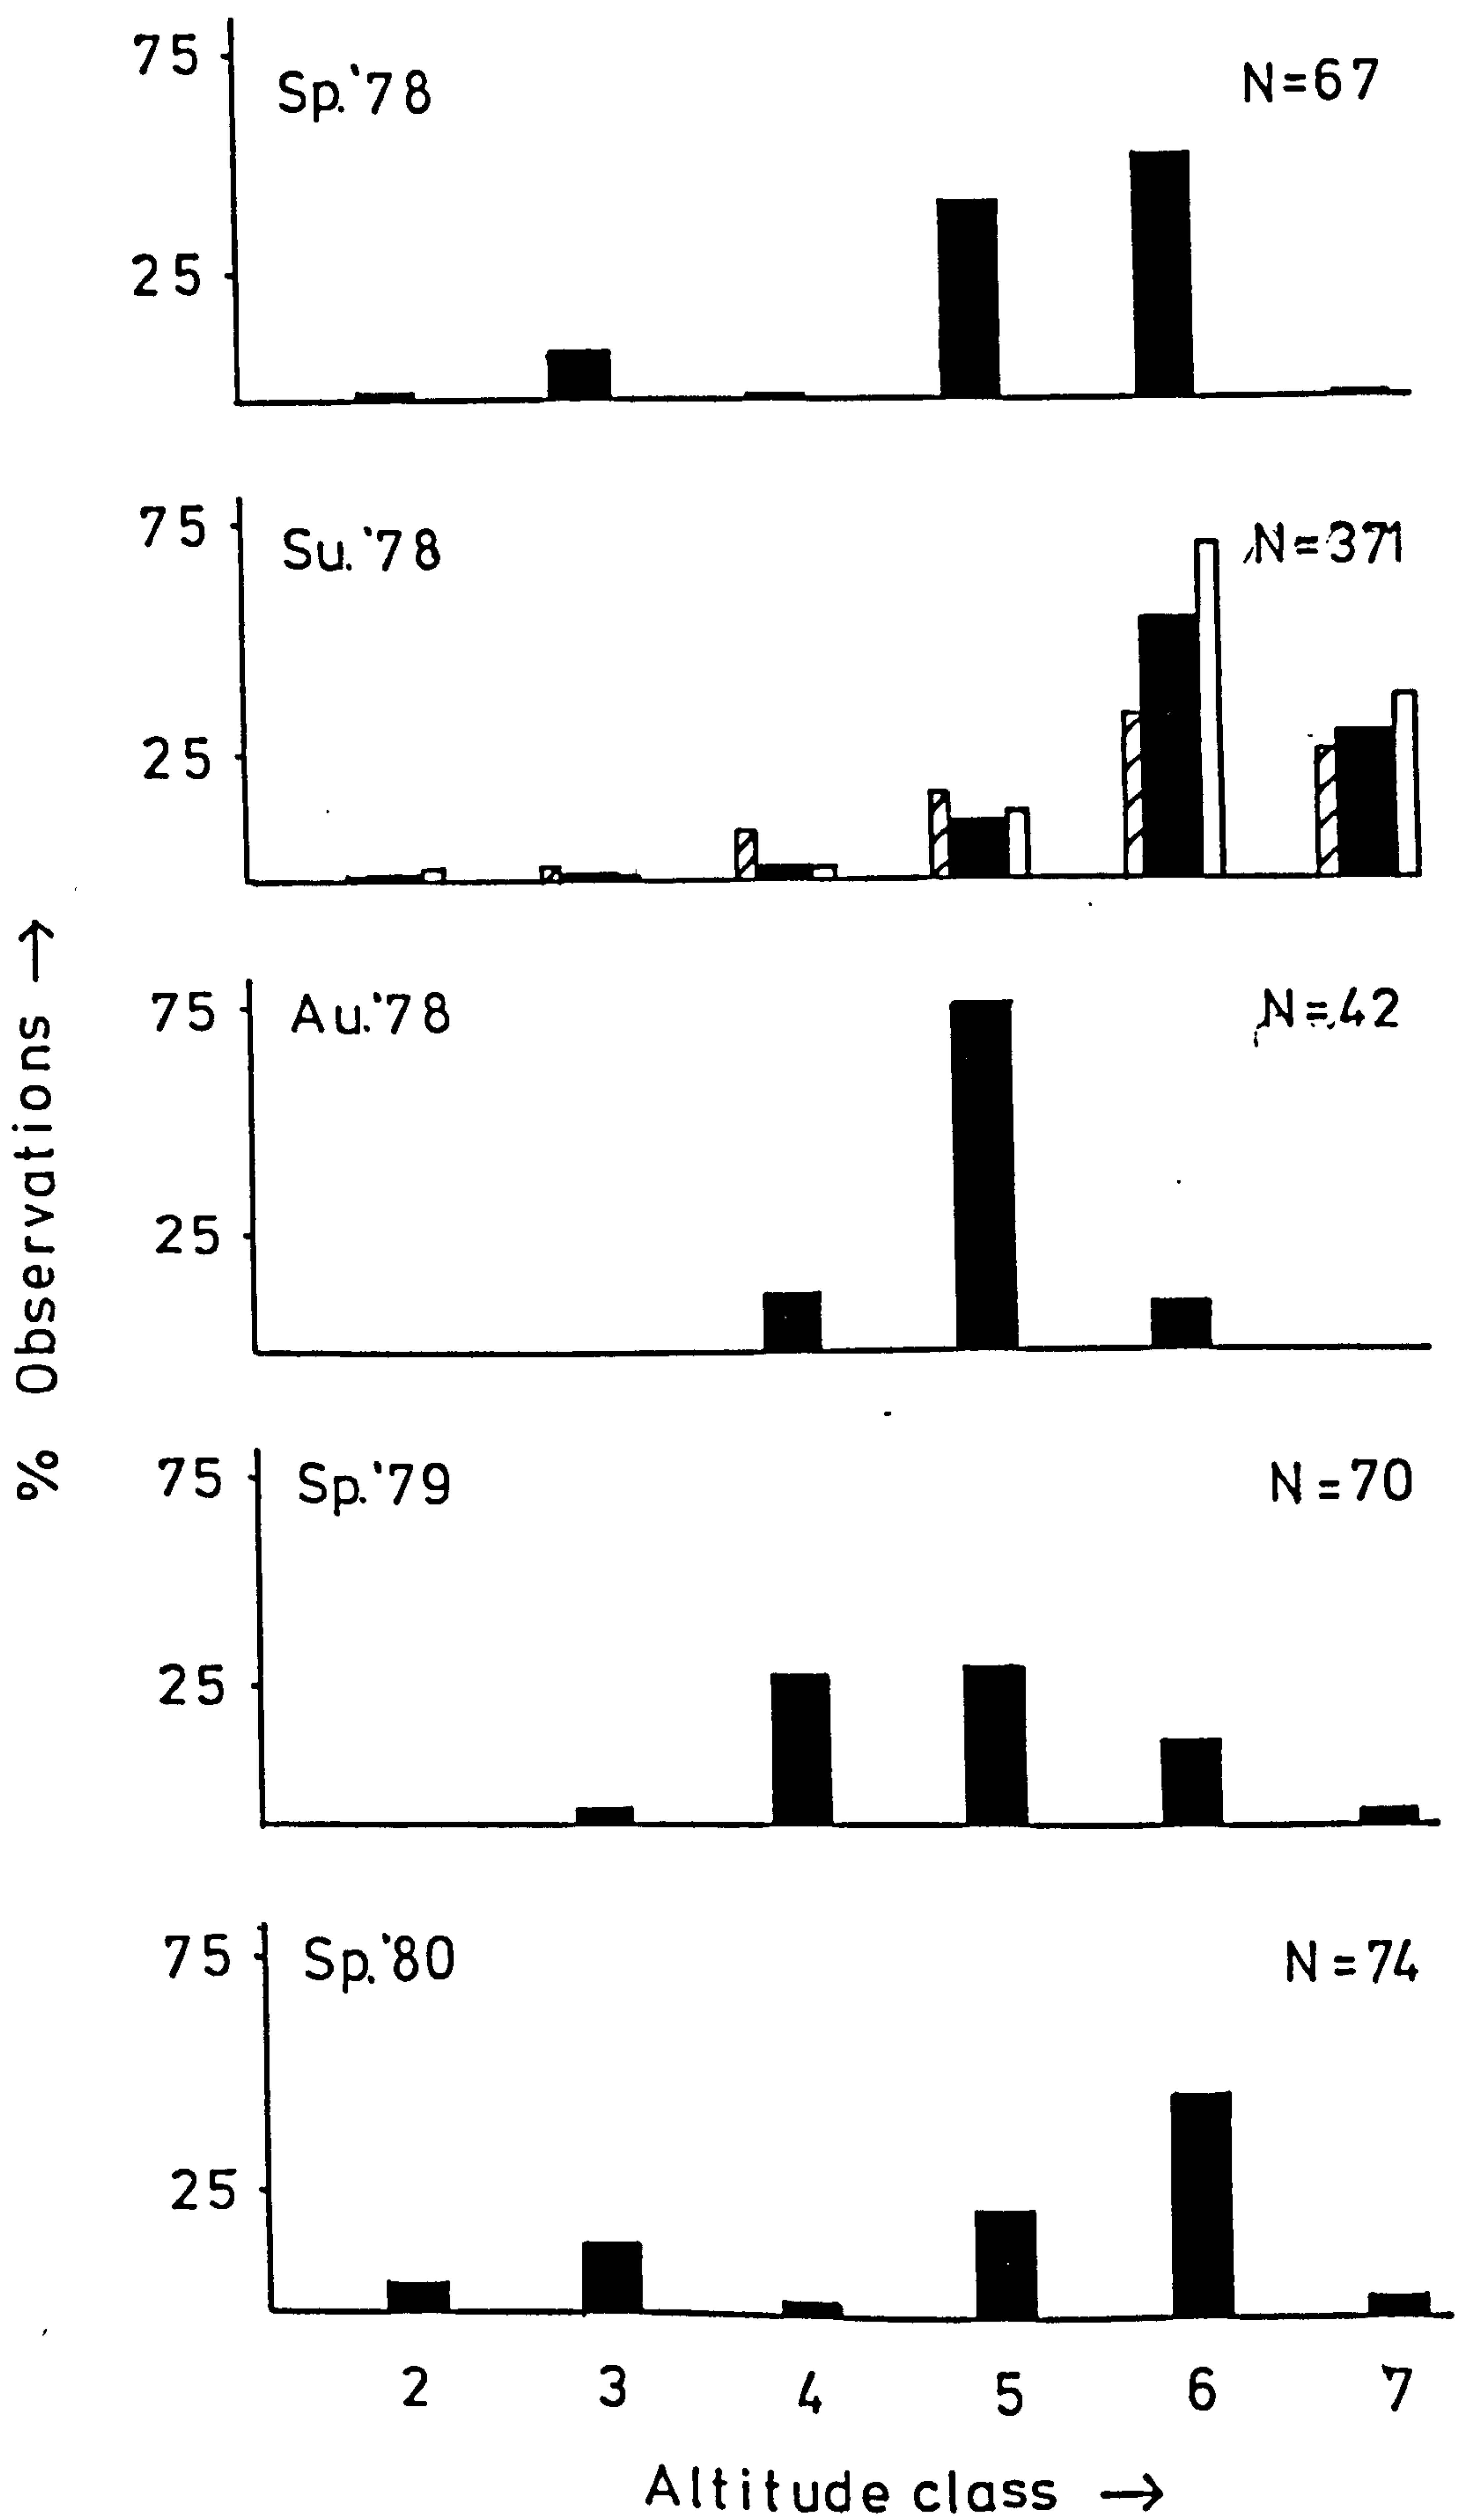 75
Sp.'78
N=67
25
75
Su.'78
N=371
25
75
Au.'78
N=42
25
% Observations →
75
Sp.'79
N=70
25
75
Sp.'80
N=74
25
2 3 4 5 6 7
Altitude class →